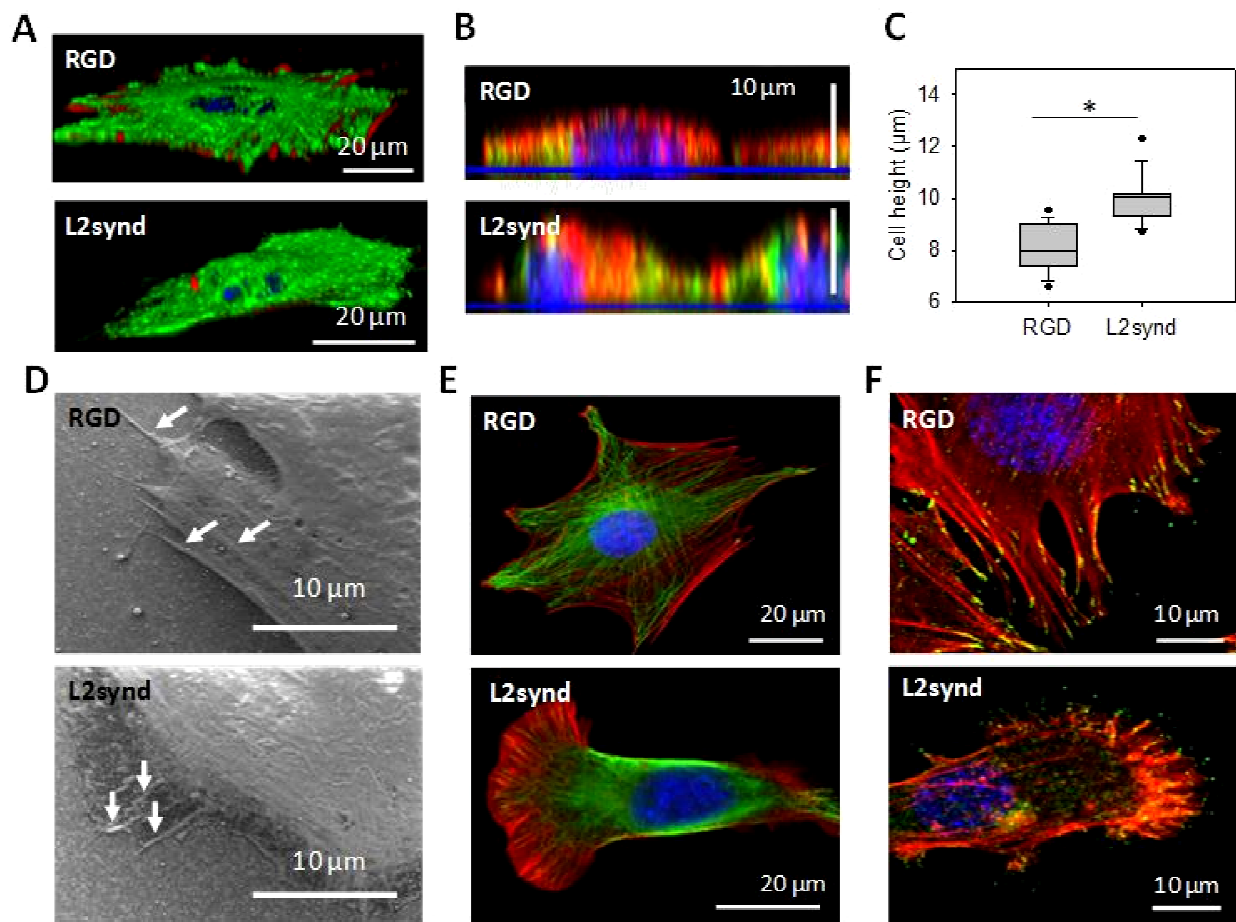 A
RGD
20 µm
L2synd
20 µm
B
RGD
10 µm
L2synd
C
*
Cell height (µm)
14
12
10
8
6
RGD L2synd
D
RGD
10 µm
L2synd
10 µm
E
RGD
20 µm
L2synd
20 µm
F
RGD
10 µm
L2synd
10 µm